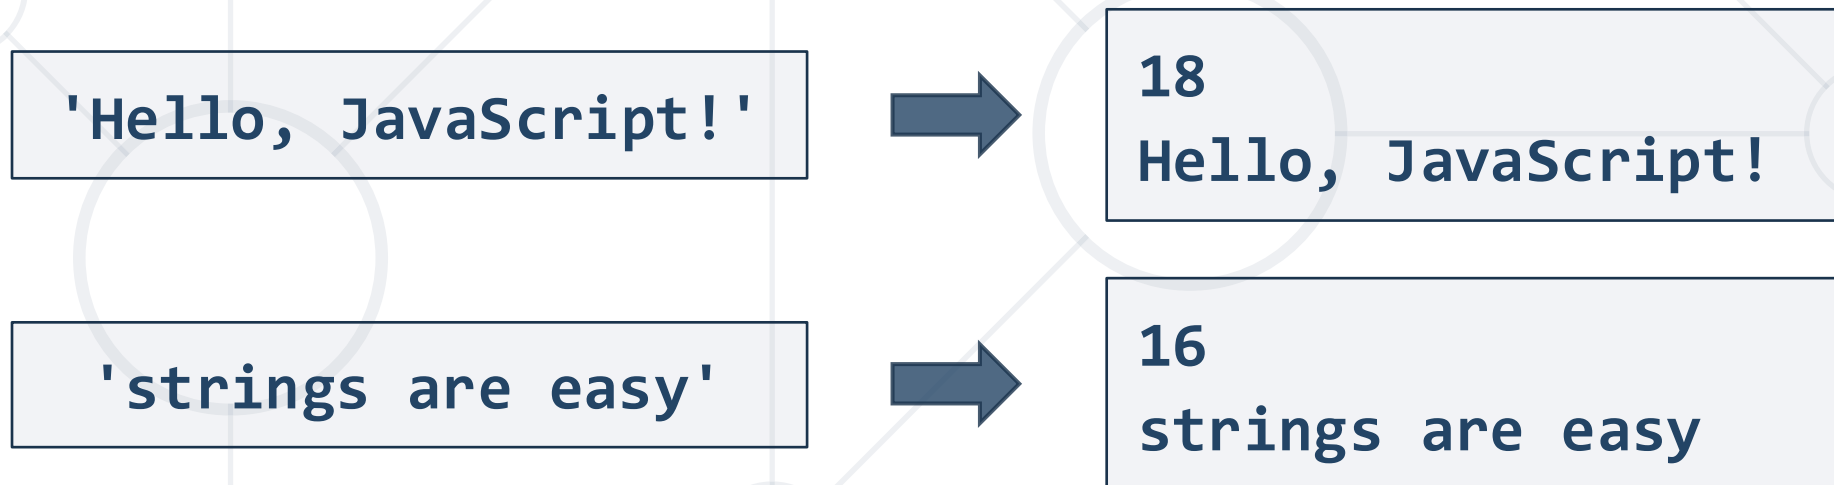 'Hello, JavaScript!'
18
Hello, JavaScript!
'strings are easy'
16
strings are easy